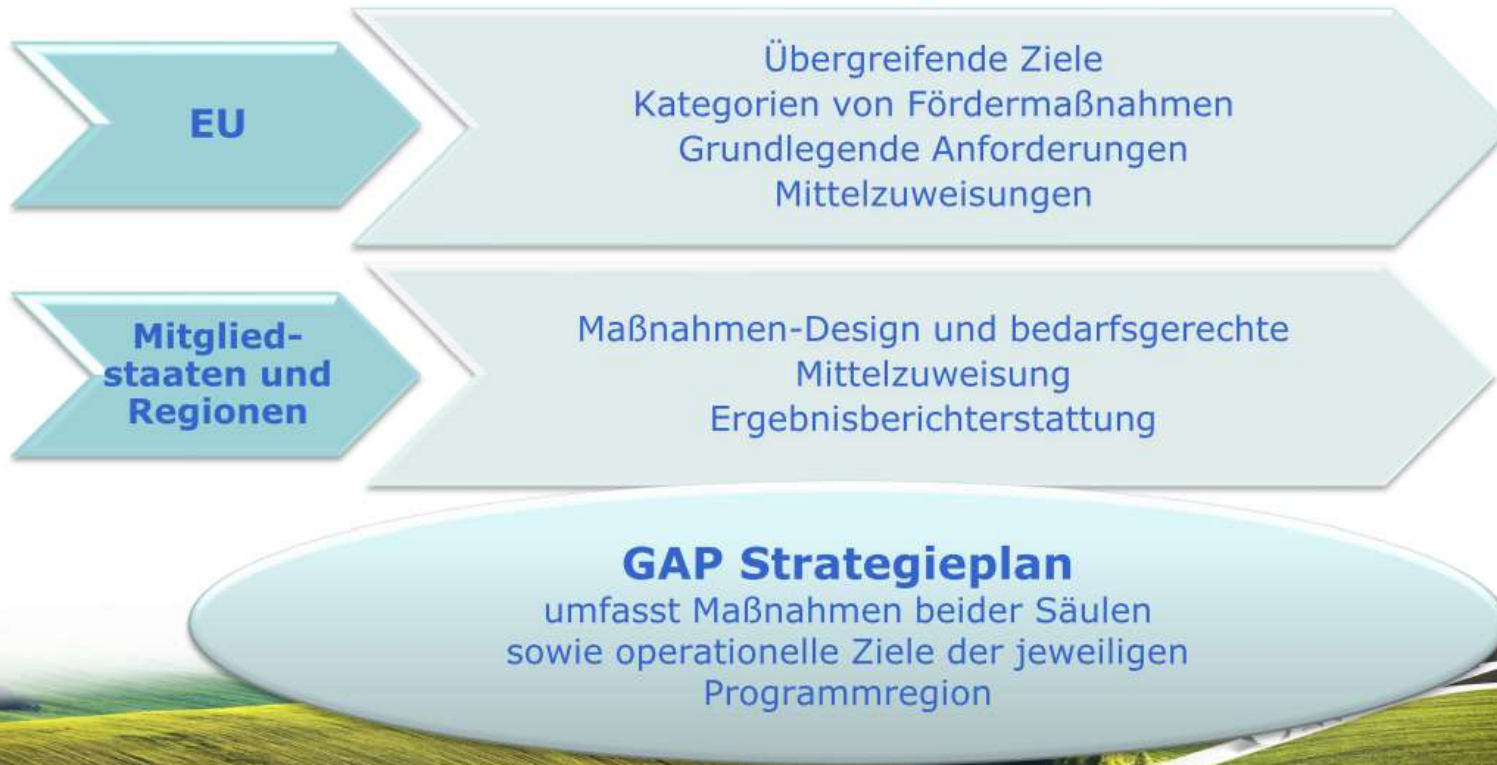 EU
Übergreifende Ziele
Kategorien von Fördermaßnahmen
Grundlegende Anforderungen
Mittelzuweisungen
Mitglied-
staaten und
Regionen
Maßnahmen-Design und bedarfsgerechte
Mittelzuweisung
Ergebnisberichterstattung
GAP Strategieplan
umfasst Maßnahmen beider Säulen
sowie operationelle Ziele der jeweiligen
Programmregion